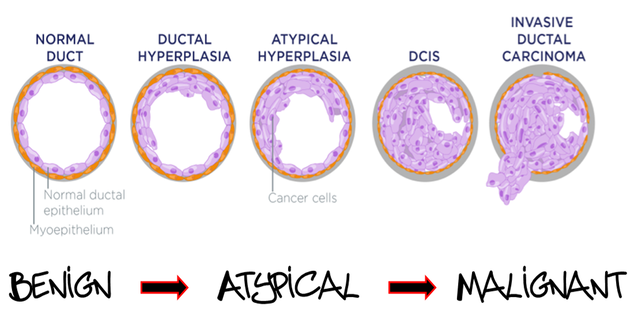 NORMAL
DUCT
DUCTAL
HYPERPLASIA
ATYPICAL
HYPERPLASIA
DCIS
INVASIVE
DUCTAL
CARCINOMA
Normal ductal
epithelium
Myoepithelium
Cancer cells
BENIGN
ATYPICAL
MALIGNANT